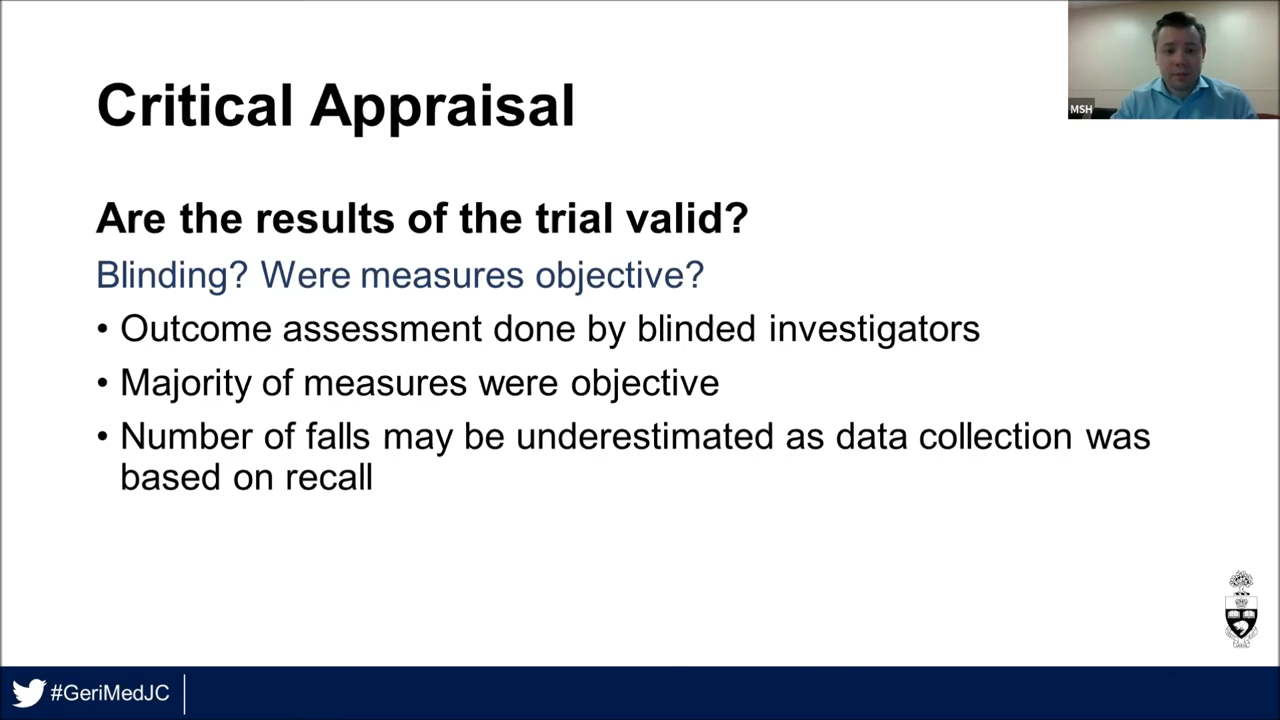 MSH
Critical Appraisal
Are the results of the trial valid?
Blinding? Were measures objective?
• Outcome assessment done by blinded investigators
• Majority of measures were objective
• Number of falls may be underestimated as data collection was
based on recall
#GeriMedJC